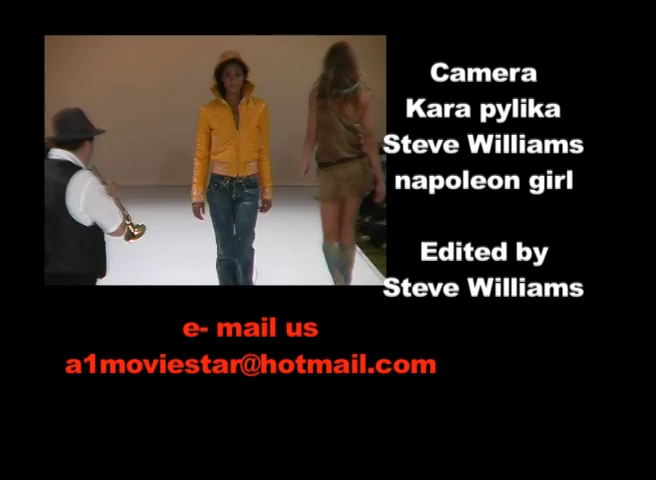 Camera
Kara pylika
Steve Williams
napoleon girl
Edited by
Steve Williams
e- mail us
a1moviestar@hotmail.com